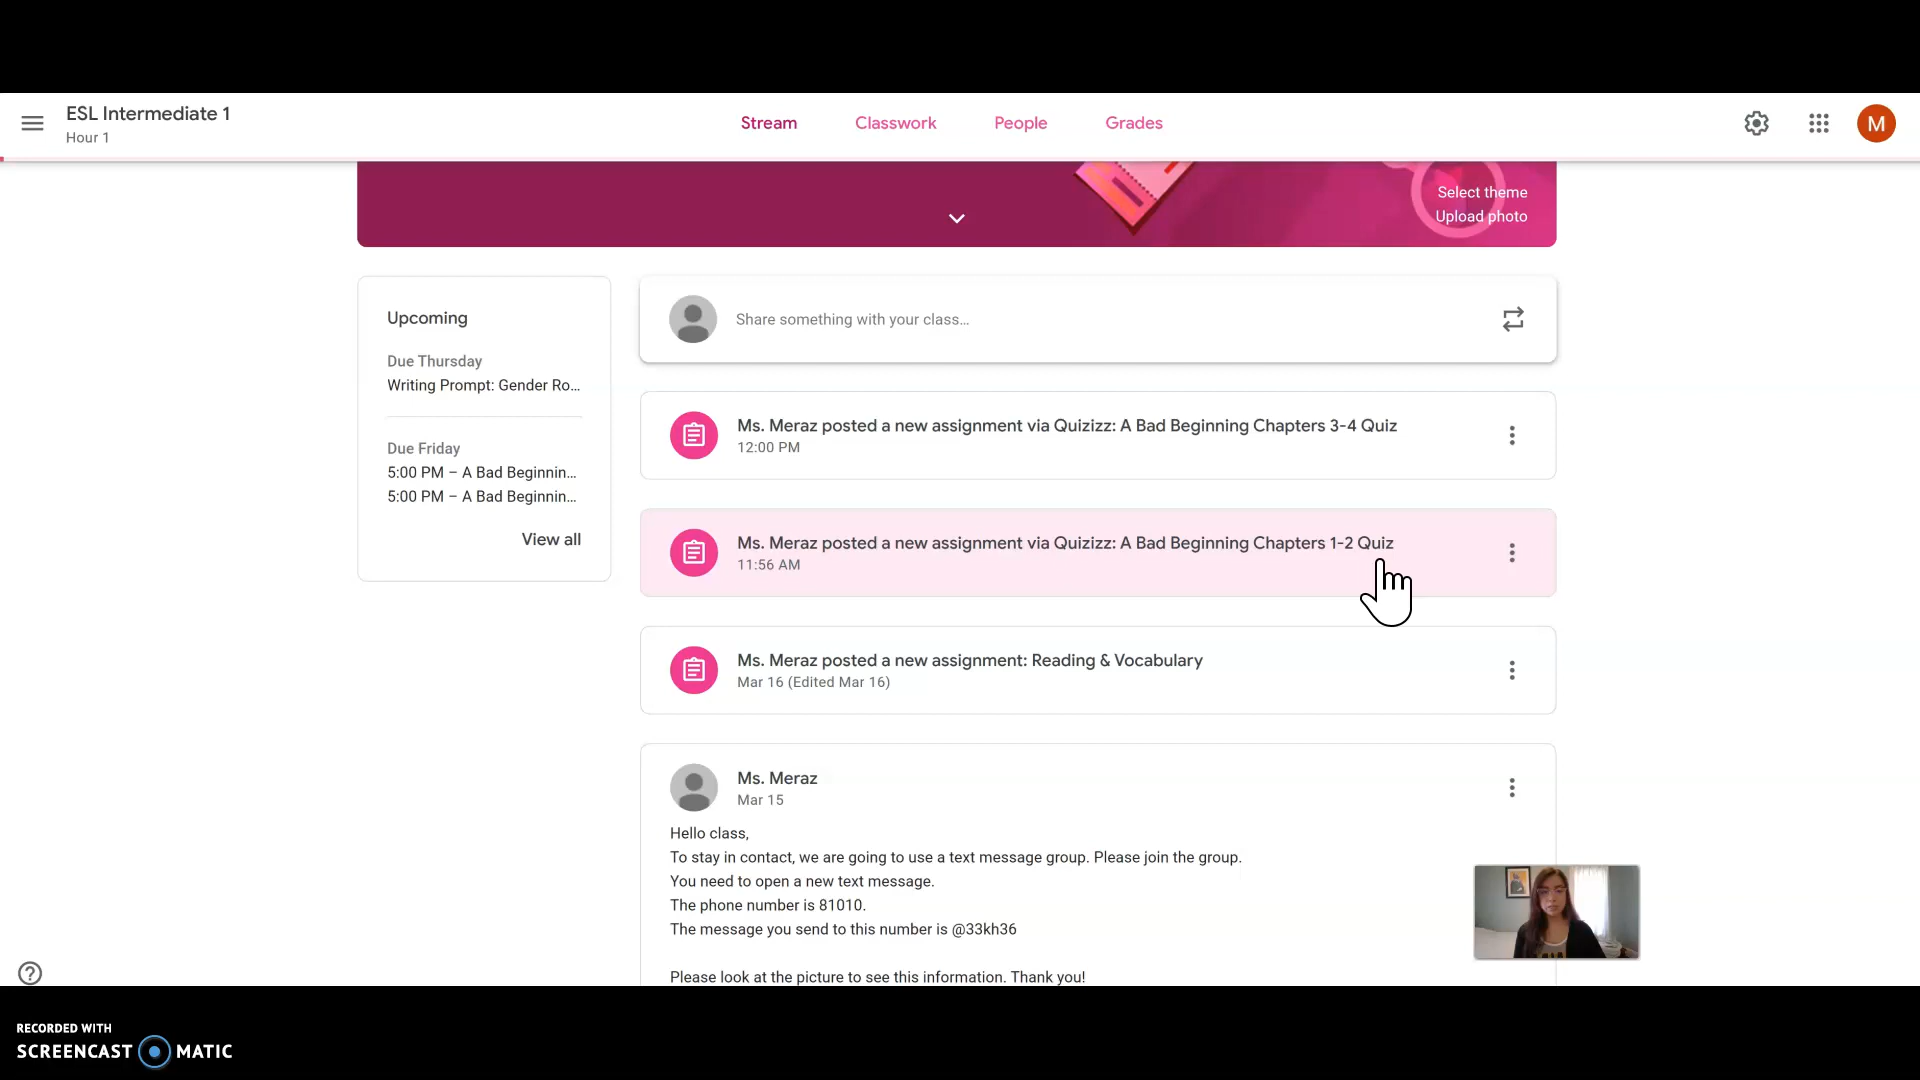 ESL Intermediate 1
Hour 1
Stream
Classwork
People
Grades
M
Select theme
Upload photo
Upcoming
Due Thursday
Writing Prompt: Gender Ro...
Due Friday
5:00 PM – A Bad Beginnin...
5:00 PM – A Bad Beginnin...
View all
Share something with your class...
Ms. Meraz posted a new assignment via Quizizz: A Bad Beginning Chapters 3-4 Quiz
12:00 PM
Ms. Meraz posted a new assignment via Quizizz: A Bad Beginning Chapters 1-2 Quiz
11:56 AM
Ms. Meraz posted a new assignment: Reading & Vocabulary
Mar 16 (Edited Mar 16)
Ms. Meraz
Mar 15
Hello class,
To stay in contact, we are going to use a text message group. Please join the group.
You need to open a new text message.
The phone number is 81010.
The message you send to this number is @33kh36
Please look at the picture to see this information. Thank you!
RECORDED WITH
SCREENCAST MATIC